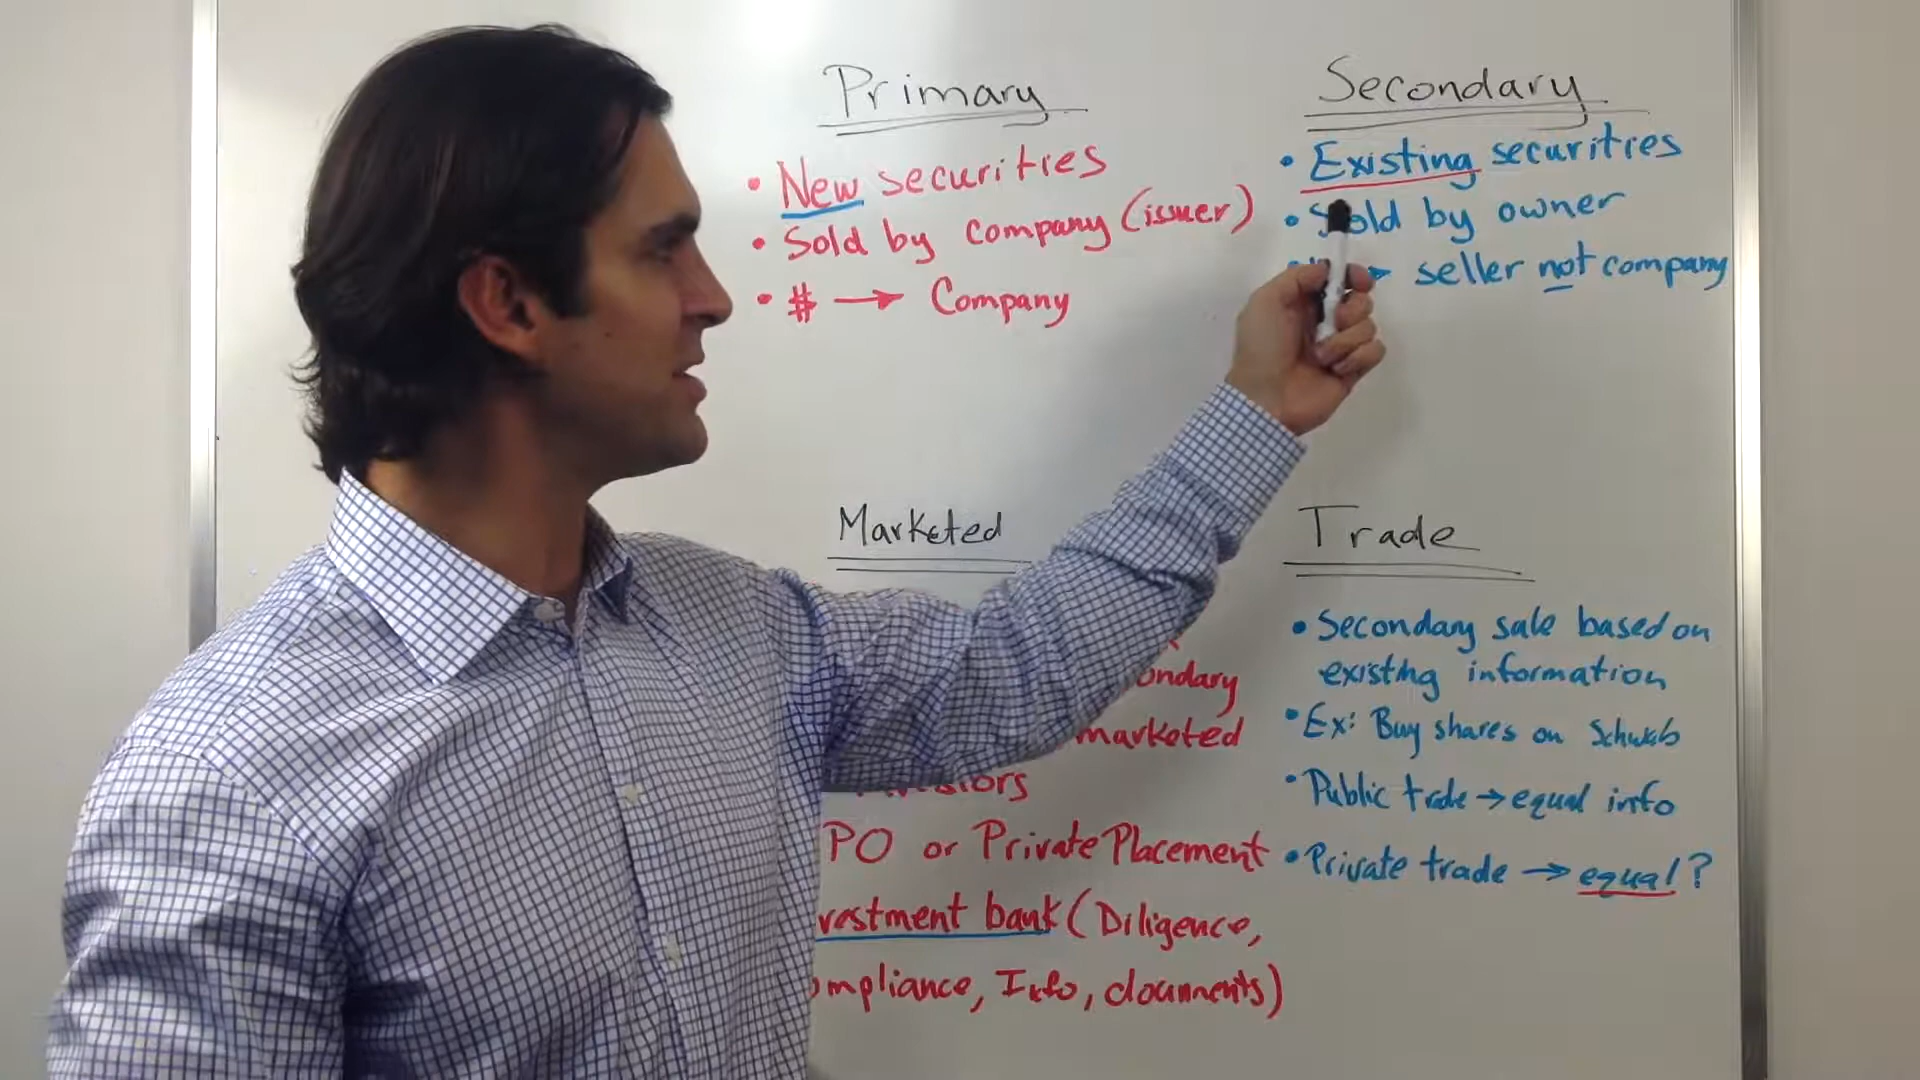 Primary
• New securities
• Sold by company (issuer)
• $ → Company
Secondary
• Existing securities
• Sold by owner
→ seller not company
Marketed
ondary
marketed
PO or Private Placement
vestment bank (Diligence,
ompliance, Info, documents)
Trade
• Secondary sale based on
existing information
• Ex: Buy shares on Schwab
• Public trade → equal info
• Private trade → equal?